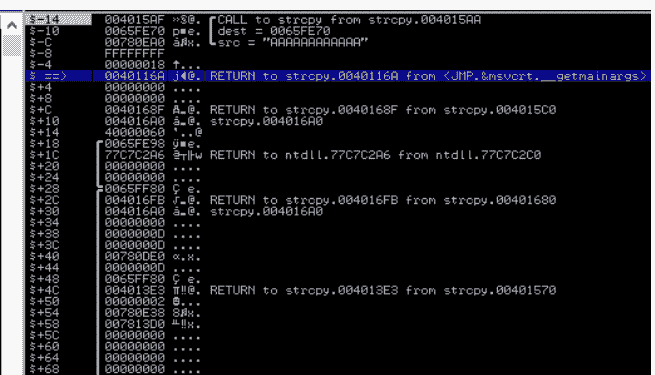 $-14 004015AF »S@. CALL to strcpy from strcpy.004015AA
$-10 0065FE70 p■e. dest = 0065FE70
$-C 00780EA0 áx. src = "AAAAAAAAAAAA"
$-8 FFFFFFFF
$-4 00000018 ↑...
$ ==> 0040116A j◄@. RETURN to strcpy.0040116A from <JMP.&msvcrt.__getmainargs>
$+4 00000000 ....
$+8 00000000 ....
$+C 0040168F RETURN to strcpy.0040168F from strcpy.004015C0
$+10 004016A0 strcpy.004016A0
$+14 40000060 `..@
$+18 0065FE98 ÿ■e.
$+1C 77C7C2A6 RETURN to ntdll.77C7C2A6 from ntdll.77C7C2C0
$+20 00000000 ....
$+24 00000000 ....
$+28 0065FF80 Ç e.
$+2C 004016FB RETURN to strcpy.004016FB from strcpy.00401680
$+30 004016A0 strcpy.004016A0
$+34 00000000 ....
$+38 0000000D ....
$+3C 0000000D ....
$+40 00780DE0 α.x.
$+44 0000000D ....
$+48 0065FF80 Ç e.
$+4C 004013E3 π‼@. RETURN to strcpy.004013E3 from strcpy.00401570
$+50 00000002 ☻...
$+54 00780E38 8♫x.
$+58 007813D0 ╨‼x.
$+5C 00000000 ....
$+60 00000000 ....
$+64 00000000 ....
$+68 00000000 ....